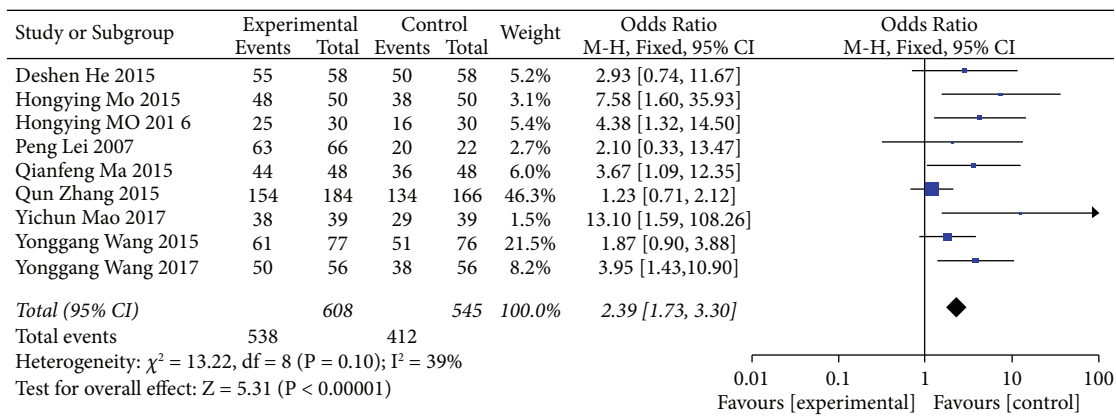 Study or Subgroup Experimental Control Weight Odds Ratio Odds Ratio
Events Total Events Total M-H, Fixed, 95% CI M-H, Fixed, 95% CI
Deshen He 2015 55 58 50 58 5.2% 2.93 [0.74, 11.67]
Hongying Mo 2015 48 50 38 50 3.1% 7.58 [1.60, 35.93]
Hongying MO 201 6 25 30 16 30 5.4% 4.38 [1.32, 14.50]
Peng Lei 2007 63 66 20 22 2.7% 2.10 [0.33, 13.47]
Qianfeng Ma 2015 44 48 36 48 6.0% 3.67 [1.09, 12.35]
Qun Zhang 2015 154 184 134 166 46.3% 1.23 [0.71, 2.12]
Yichun Mao 2017 38 39 29 39 1.5% 13.10 [1.59, 108.26]
Yonggang Wang 2015 61 77 51 76 21.5% 1.87 [0.90, 3.88]
Yonggang Wang 2017 50 56 38 56 8.2% 3.95 [1.43,10.90]
Total (95% CI) 608 545 100.0% 2.39 [1.73, 3.30]
Total events 538 412
Heterogeneity: χ² = 13.22, df = 8 (P = 0.10); I² = 39%
Test for overall effect: Z = 5.31 (P < 0.00001)
0.01 0.1 1 10 100
Favours [experimental] Favours [control]